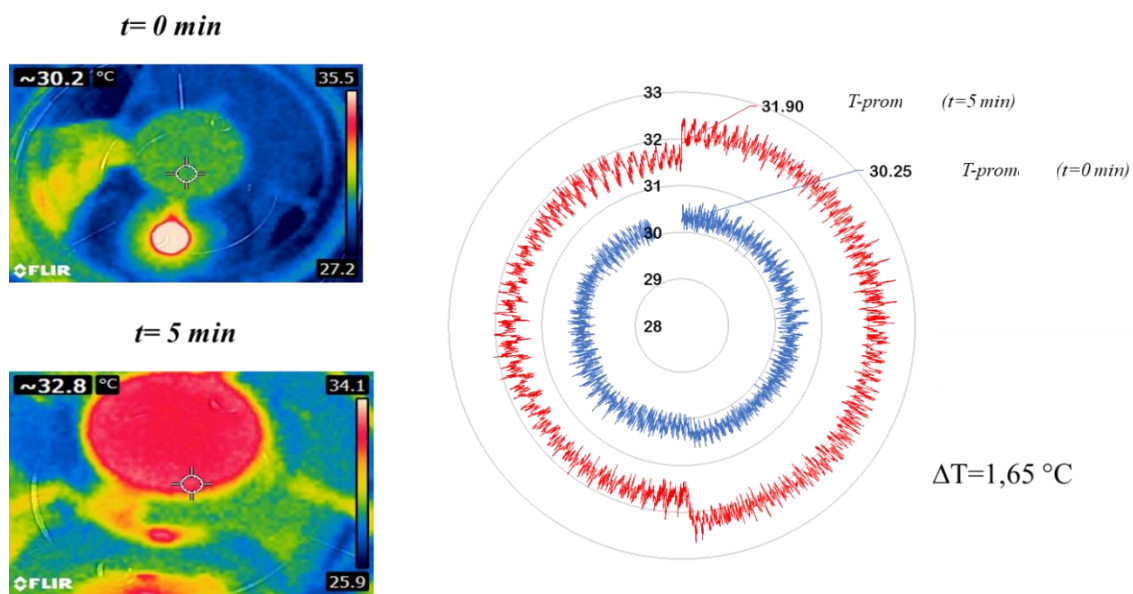 t= 0 min
~30.2 °C
35.5
27.2
FLIR
t= 5 min
~32.8 °C
34.1
25.9
FLIR
33
32
31
30
29
28
31.90 T-prom (t=5 min)
30.25 T-prom (t=0 min)
ΔT=1,65 °C